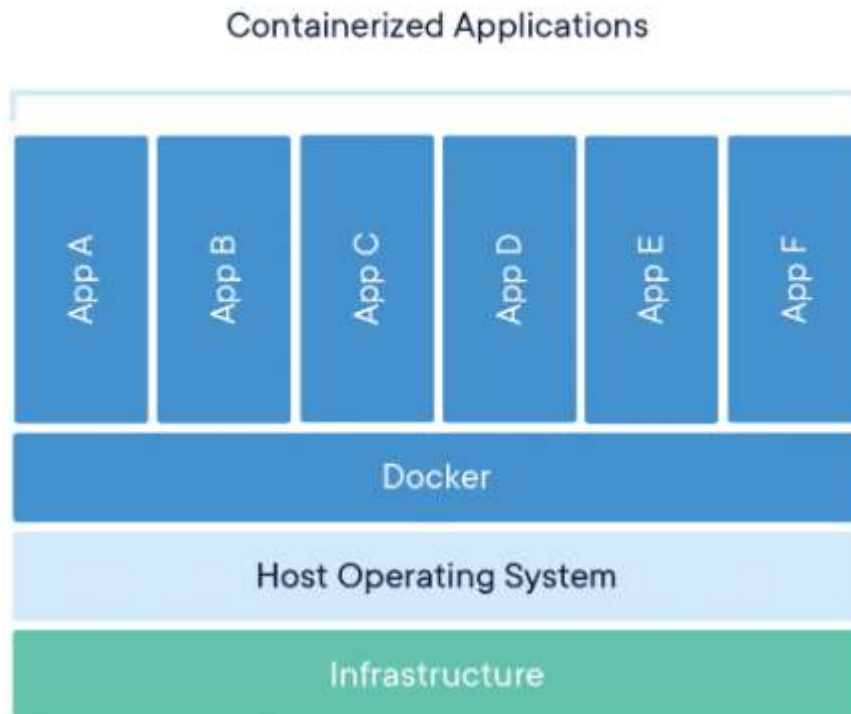 Containerized Applications
App A
App B
App C
App D
App E
App F
Docker
Host Operating System
Infrastructure